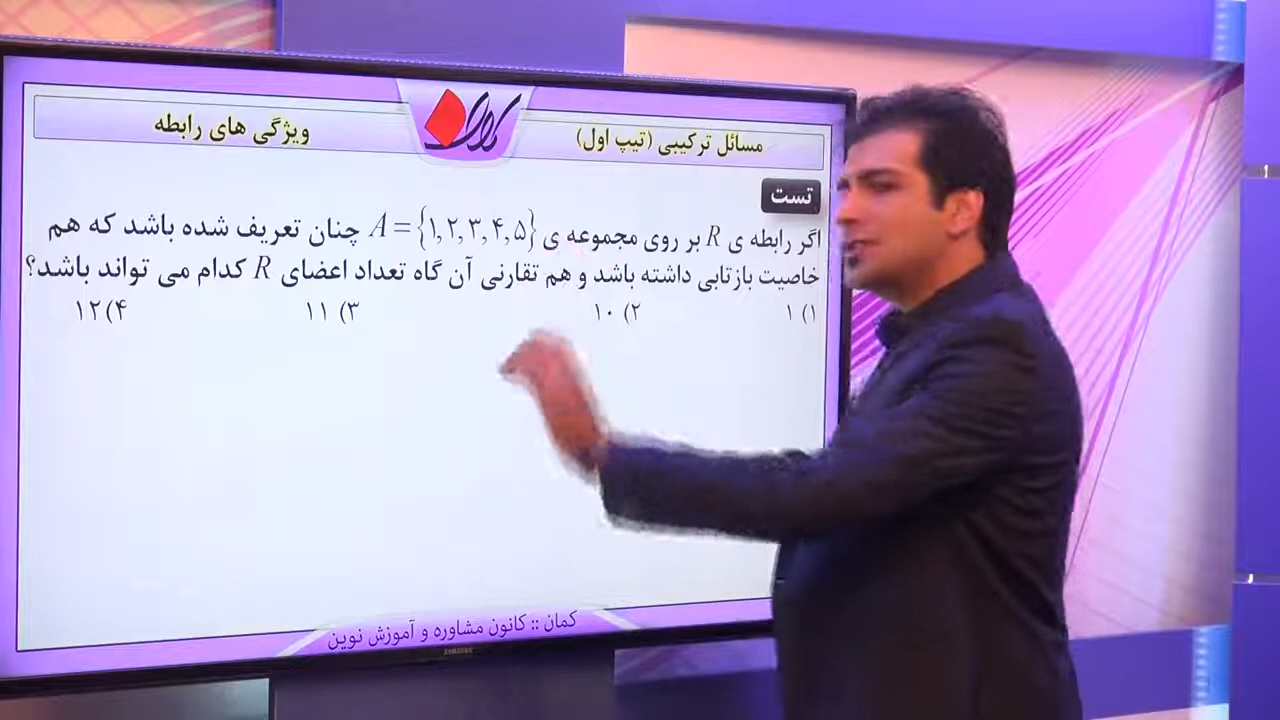 مسائل ترکیبی (تیپ اول)
ویژگی های رابطه
تست
اگر رابطه ی R بر روی مجموعه ی A = {۱,۲,۳,۴,۵} چنان تعریف شده باشد که هم
خاصیت بازتابی داشته باشد و هم تقارنی آن گاه تعداد اعضای R کدام می تواند باشد؟
۱) ۱ ۲) ۱۰ ۳) ۱۱ ۴) ۱۲
کمان :: کانون مشاوره و آموزش نوین
SAMSUNG